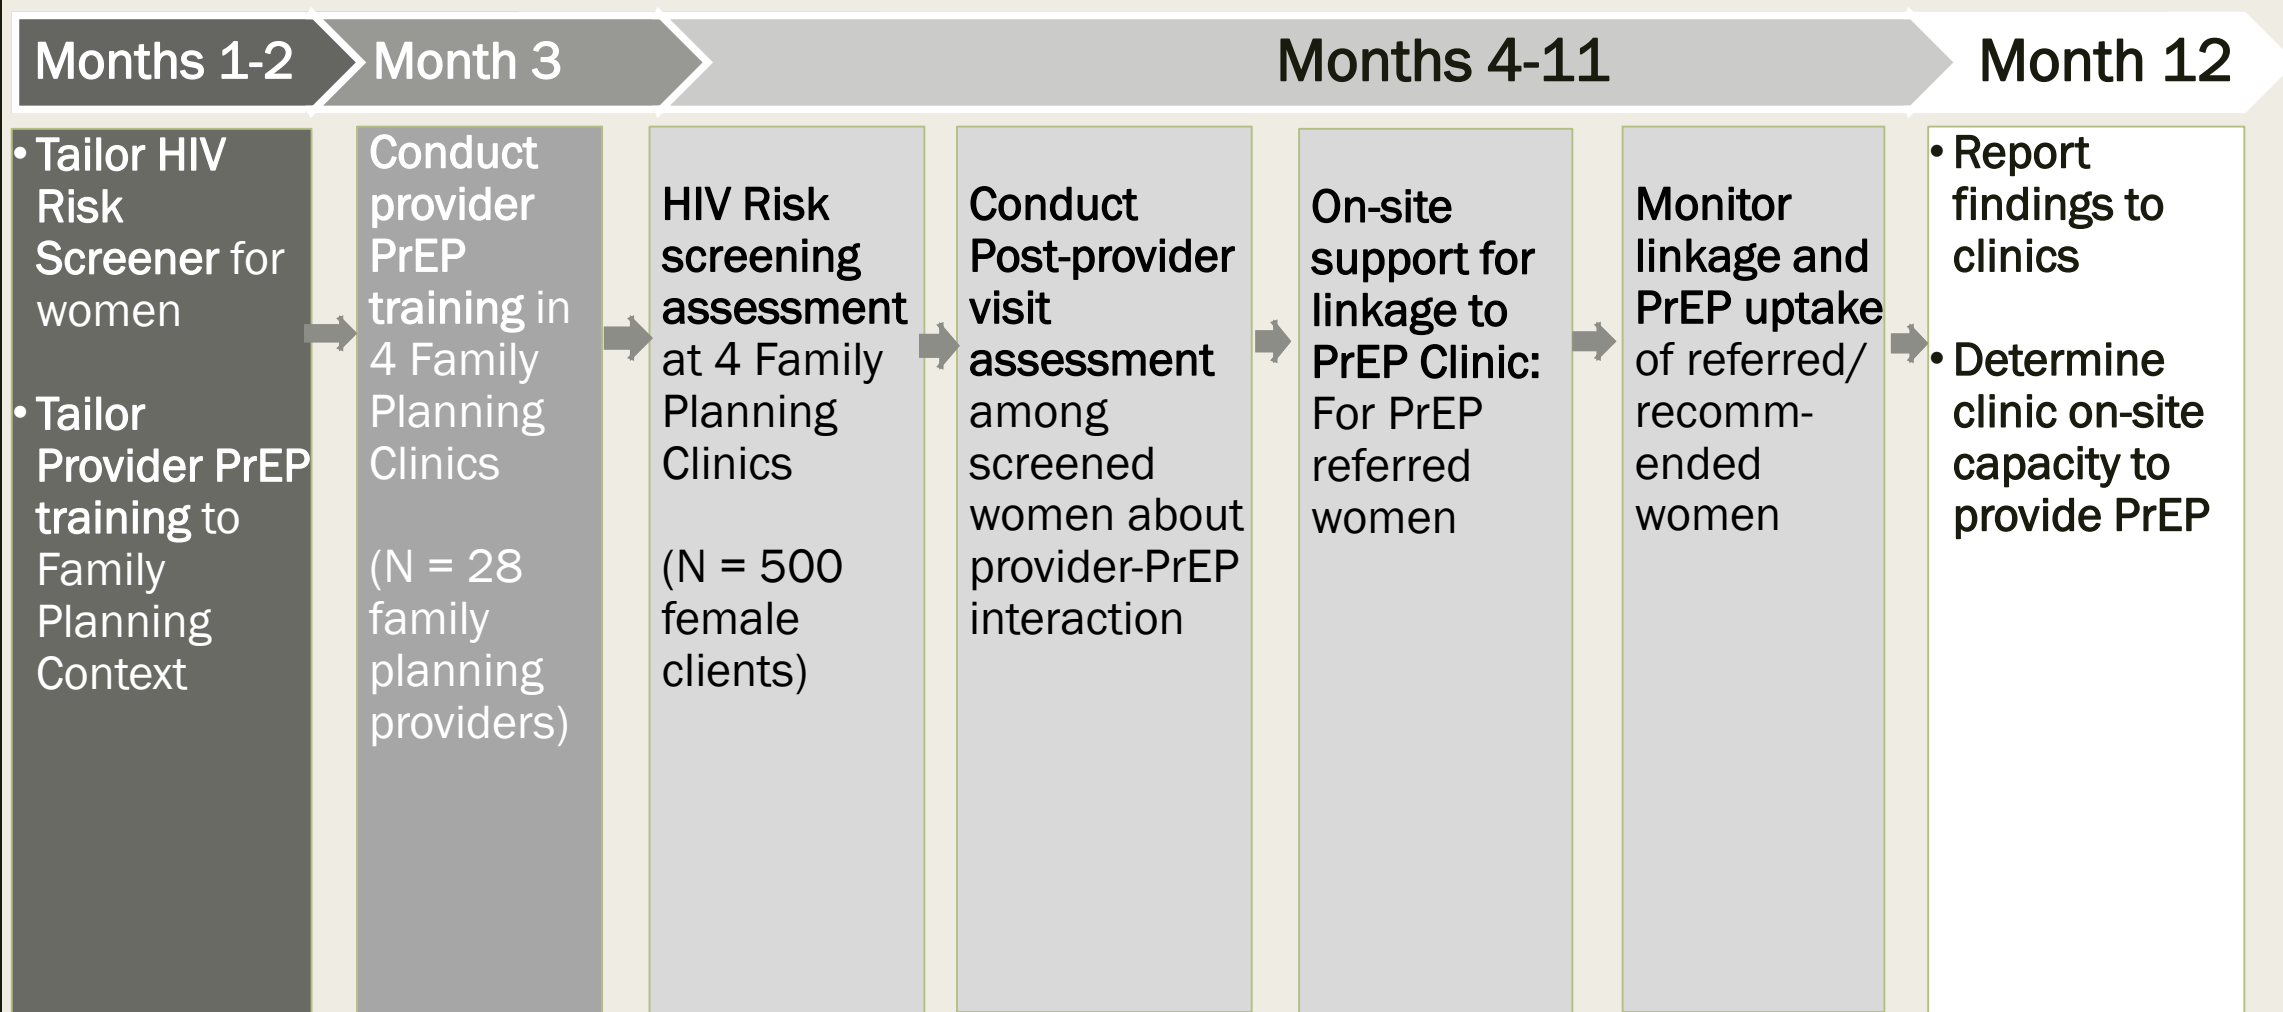 Months 1-2
Month 3
Months 4-11
Month 12
• Tailor HIV
Risk
Screener for
women
• Tailor
Provider PrEP
training to
Family
Planning
Context
Conduct
provider
PrEP
training in
4 Family
Planning
Clinics
(N = 28
family
planning
providers)
HIV Risk
screening
assessment
at 4 Family
Planning
Clinics
(N = 500
female
clients)
Conduct
Post-provider
visit
assessment
among
screened
women about
provider-PrEP
interaction
On-site
support for
linkage to
PrEP Clinic:
For PrEP
referred
women
Monitor
linkage and
PrEP uptake
of referred/
recomm-
ended
women
• Report
findings to
clinics
• Determine
clinic on-site
capacity to
provide PrEP